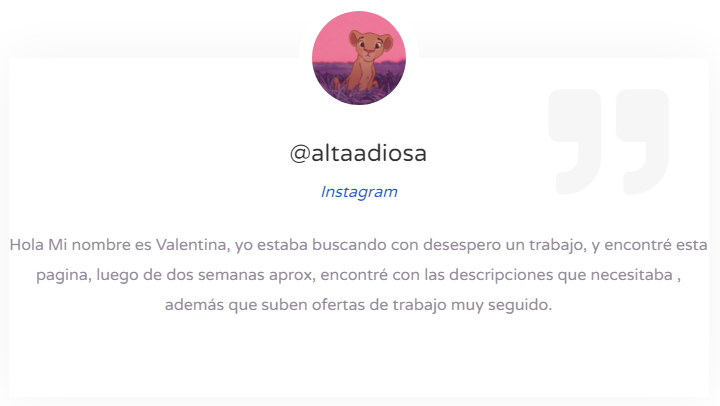 @altaadiosa
Instagram
Hola Mi nombre es Valentina, yo estaba buscando con desespero un trabajo, y encontré esta
pagina, luego de dos semanas aprox, encontré con las descripciones que necesitaba ,
además que suben ofertas de trabajo muy seguido.